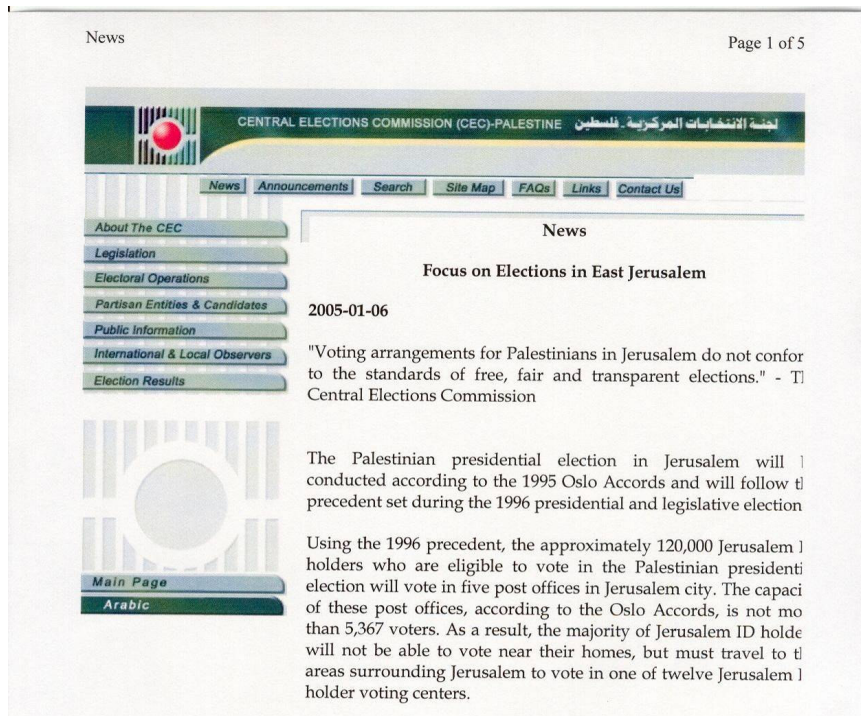 News
Page 1 of 5
CENTRAL ELECTIONS COMMISSION (CEC)-PALESTINE لجنة الانتخابات المركزية - فلسطين
News Announcements Search Site Map FAQs Links Contact Us
About The CEC
Legislation
Electoral Operations
Partisan Entities & Candidates
Public Information
International & Local Observers
Election Results
Main Page
Arabic
News
Focus on Elections in East Jerusalem
2005-01-06
"Voting arrangements for Palestinians in Jerusalem do not confor
to the standards of free, fair and transparent elections." -
Central Elections Commission
The Palestinian presidential election in Jerusalem will
conducted according to the 1995 Oslo Accords and will follow
precedent set during the 1996 presidential and legislative election
Using the 1996 precedent, the approximately 120,000 Jerusalem
holders who are eligible to vote in the Palestinian presidenti
election will vote in five post offices in Jerusalem city. The capaci
of these post offices, according to the Oslo Accords, is not mo
than 5,367 voters. As a result, the majority of Jerusalem ID holde
will not be able to vote near their homes, but must travel to
areas surrounding Jerusalem to vote in one of twelve Jerusalem
holder voting centers.